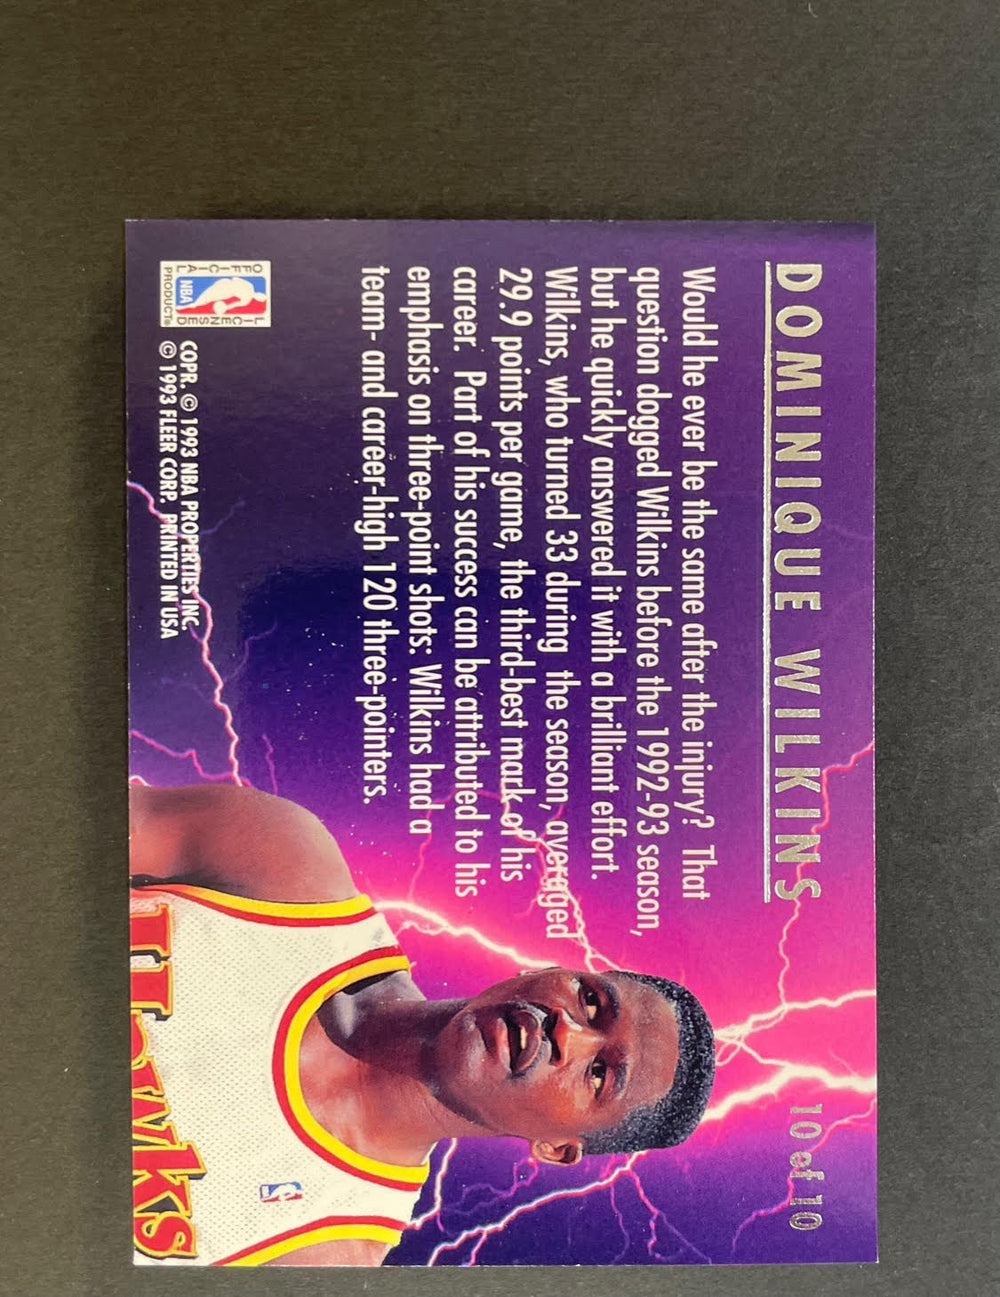 DOMINIQUE WILKINS
10 of 10
Would he ever be the same after the injury? That
question dogged Wilkins before the 1992-93 season,
but he quickly answered it with a brilliant effort.
Wilkins, who turned 33 during the season, averaged
29.9 points per game, the third-best mark of his
career. Part of his success can be attributed to his
emphasis on three-point shots: Wilkins had a
team- and career-high 120 three-pointers.
OFFICIAL
LICENSED
NBA
PRODUCT®
COPR. © 1993 NBA PROPERTIES INC.
© 1993 FLEER CORP. PRINTED IN USA
Hawks